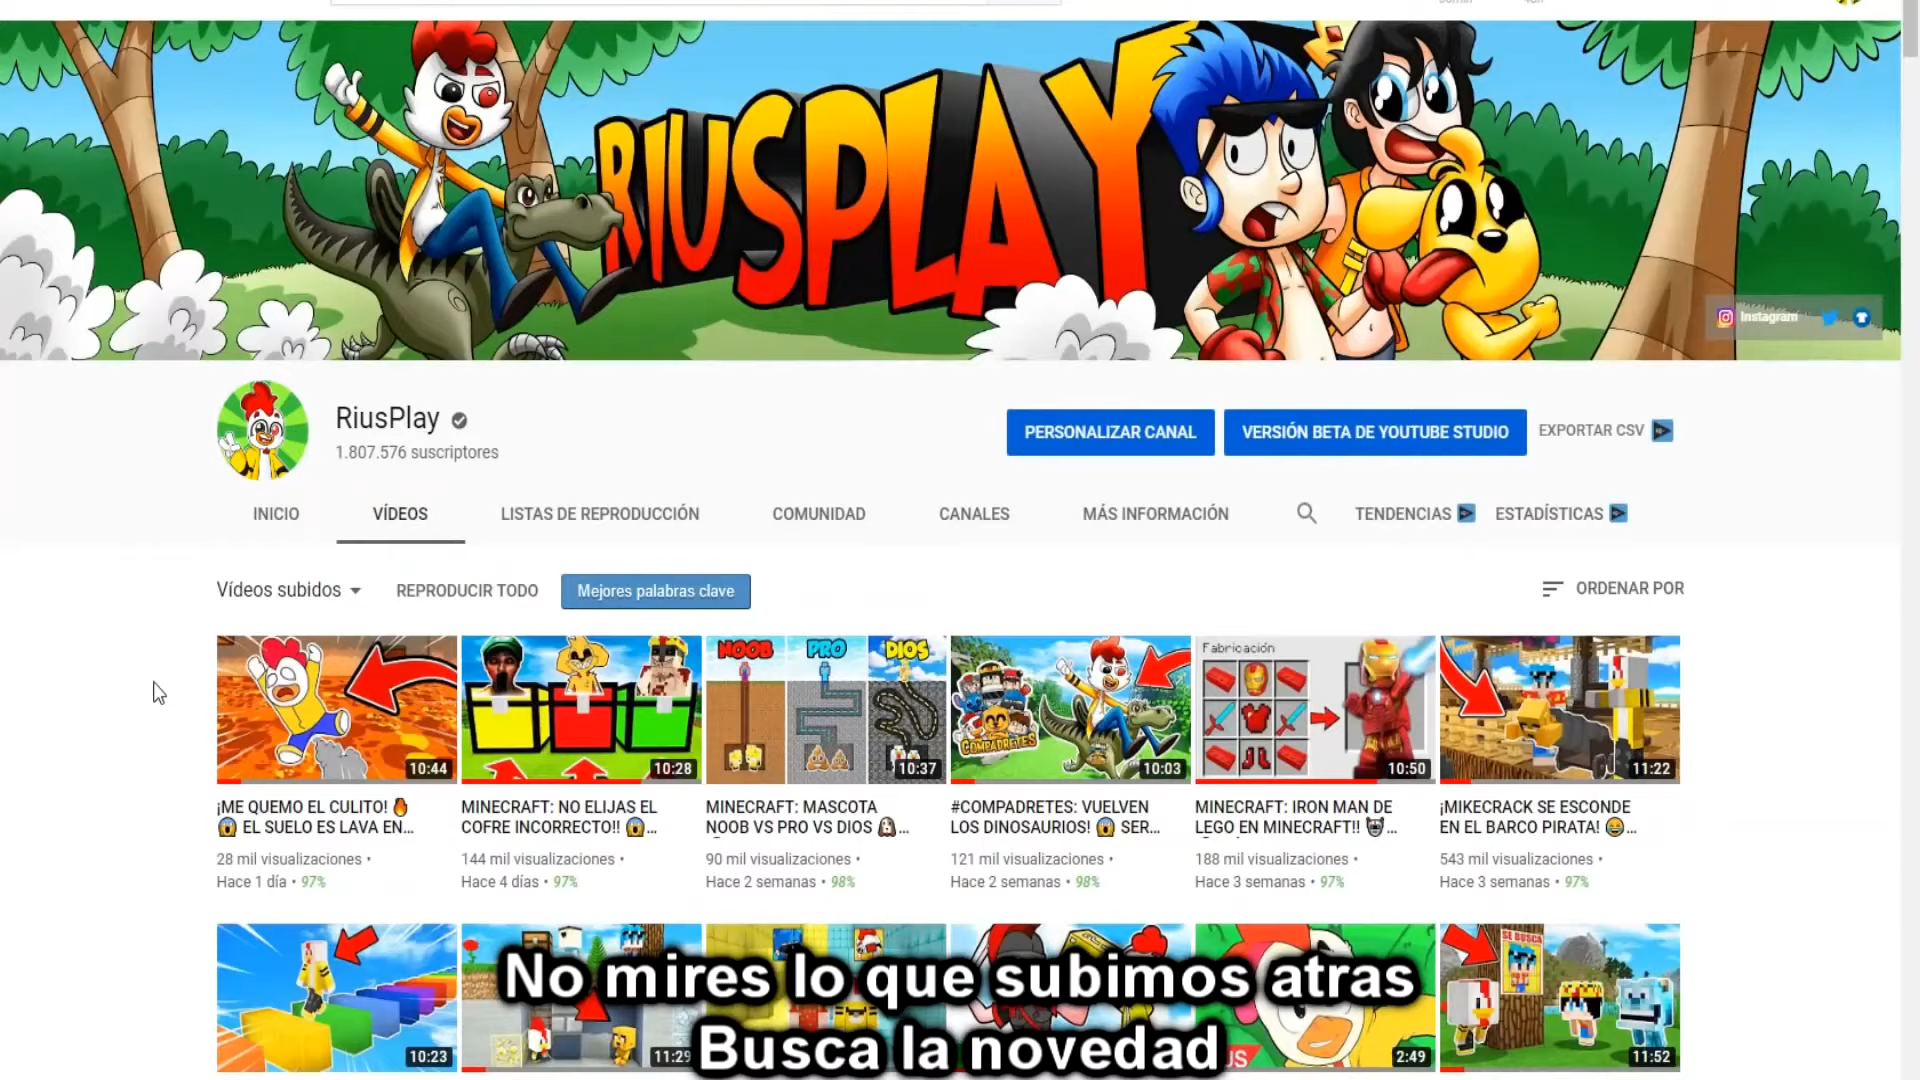 RIUSPLAY
Instagram
RiusPlay
1.807.576 suscriptores
PERSONALIZAR CANAL
VERSIÓN BETA DE YOUTUBE STUDIO
EXPORTAR CSV
INICIO
VÍDEOS
LISTAS DE REPRODUCCIÓN
COMUNIDAD
CANALES
MÁS INFORMACIÓN
TENDENCIAS
ESTADÍSTICAS
Vídeos subidos
REPRODUCIR TODO
Mejores palabras clave
ORDENAR POR
10:44
10:28
NOOB
PRO
DIOS
10:37
COMPADRETES
10:03
Fabricación
10:50
11:22
¡ME QUEMO EL CULITO! 🔥
😱 EL SUELO ES LAVA EN...
28 mil visualizaciones •
Hace 1 día • 97%
MINECRAFT: NO ELIJAS EL
COFRE INCORRECTO!! 😱...
144 mil visualizaciones •
Hace 4 días • 97%
MINECRAFT: MASCOTA
NOOB VS PRO VS DIOS 🐶...
90 mil visualizaciones •
Hace 2 semanas • 98%
#COMPADRETES: VUELVEN
LOS DINOSAURIOS! 😱 SER...
121 mil visualizaciones •
Hace 2 semanas • 98%
MINECRAFT: IRON MAN DE
LEGO EN MINECRAFT!! 🤖...
188 mil visualizaciones •
Hace 3 semanas • 97%
¡MIKECRACK SE ESCONDE
EN EL BARCO PIRATA! 😂...
543 mil visualizaciones •
Hace 3 semanas • 97%
10:23
11:29
2:49
SE BUSCA
11:52
No mires lo que subimos atras
Busca la novedad